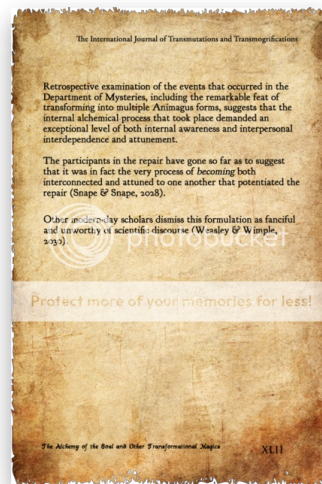 The International Journal of Transmutations and Transmogrifications
Retrospective examination of the events that occurred in the
Department of Mysteries, including the remarkable feat of
transforming into multiple Animagus forms, suggests that the
internal alchemical process that took place demanded an
exceptional level of both internal awareness and interpersonal
interdependence and attunement.
The participants in the repair have gone so far as to suggest
that it was in fact the very process of becoming both
interconnected and attuned to one another that potentiated the
repair (Snape & Snape, 2028).
Other modern-day scholars dismiss this formulation as fanciful
and unworthy of scientific discourse (Weasley & Wimple,
2030).
photobucket
Protect more of your memories for less!
The Alchemy of the Soul and Other Transformational Magics
XLII